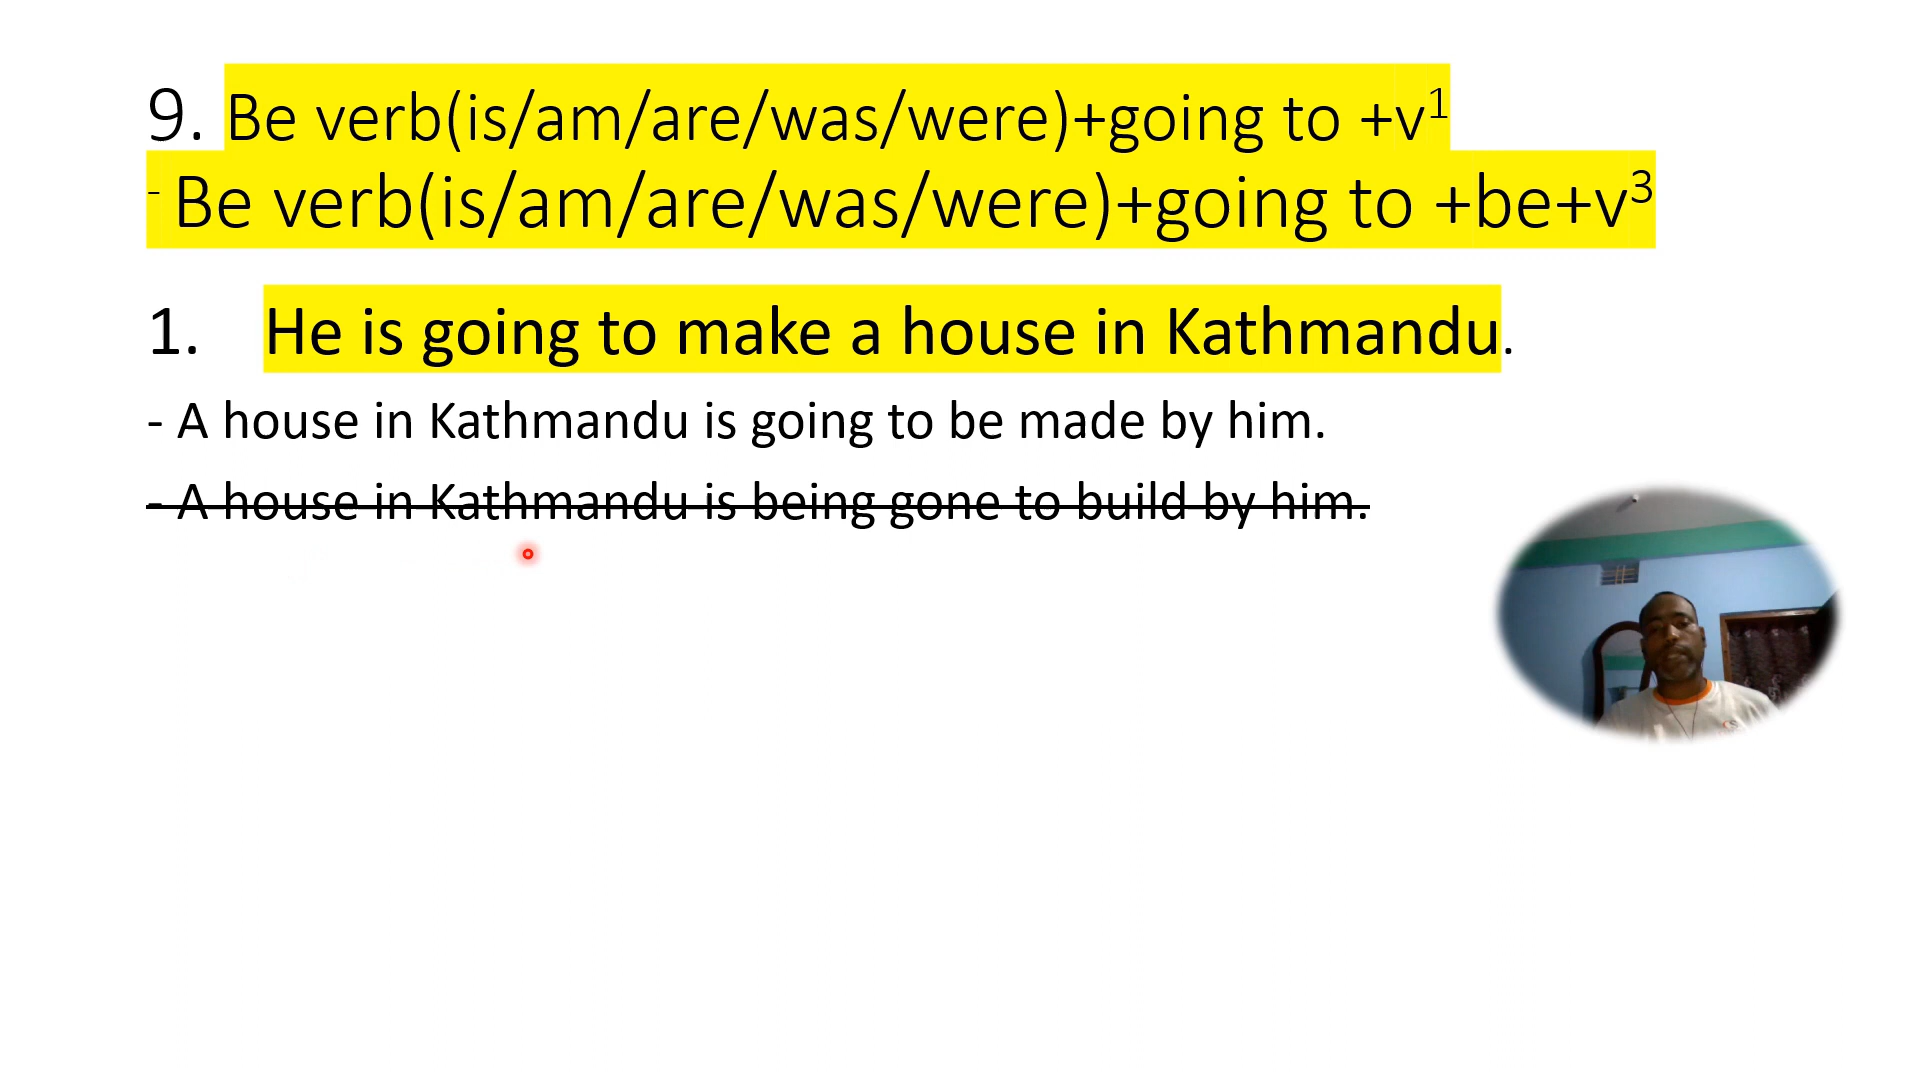 9. Be verb(is/am/are/was/were)+going to +v¹
- Be verb(is/am/are/was/were)+going to +be+v³
1. He is going to make a house in Kathmandu.
- A house in Kathmandu is going to be made by him.
- A house in Kathmandu is being gone to build by him.